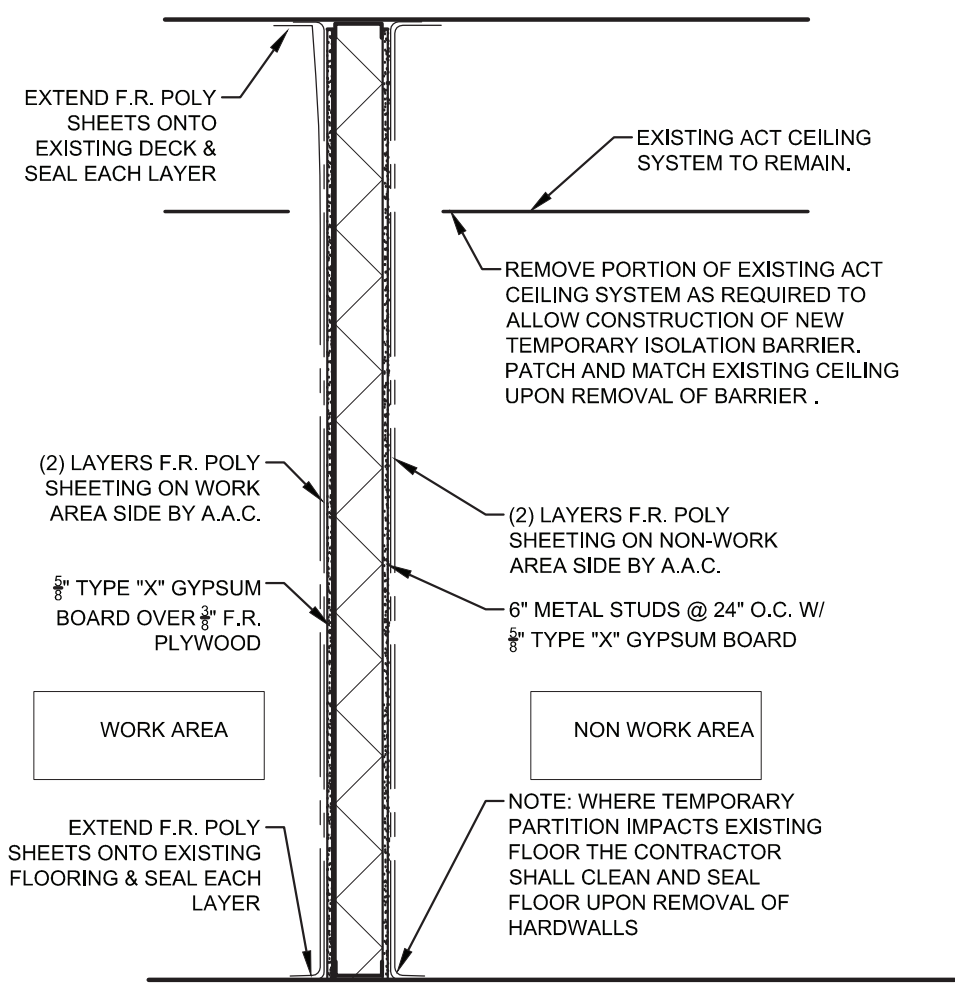 EXTEND F.R. POLY
SHEETS ONTO
EXISTING DECK &
SEAL EACH LAYER
EXISTING ACT CEILING
SYSTEM TO REMAIN.
REMOVE PORTION OF EXISTING ACT
CEILING SYSTEM AS REQUIRED TO
ALLOW CONSTRUCTION OF NEW
TEMPORARY ISOLATION BARRIER.
PATCH AND MATCH EXISTING CEILING
UPON REMOVAL OF BARRIER .
(2) LAYERS F.R. POLY
SHEETING ON WORK
AREA SIDE BY A.A.C.
(2) LAYERS F.R. POLY
SHEETING ON NON-WORK
AREA SIDE BY A.A.C.
5/8" TYPE "X" GYPSUM
BOARD OVER 3/8" F.R.
PLYWOOD
6" METAL STUDS @ 24" O.C. W/
5/8" TYPE "X" GYPSUM BOARD
WORK AREA
NON WORK AREA
EXTEND F.R. POLY
SHEETS ONTO EXISTING
FLOORING & SEAL EACH
LAYER
NOTE: WHERE TEMPORARY
PARTITION IMPACTS EXISTING
FLOOR THE CONTRACTOR
SHALL CLEAN AND SEAL
FLOOR UPON REMOVAL OF
HARDWALLS